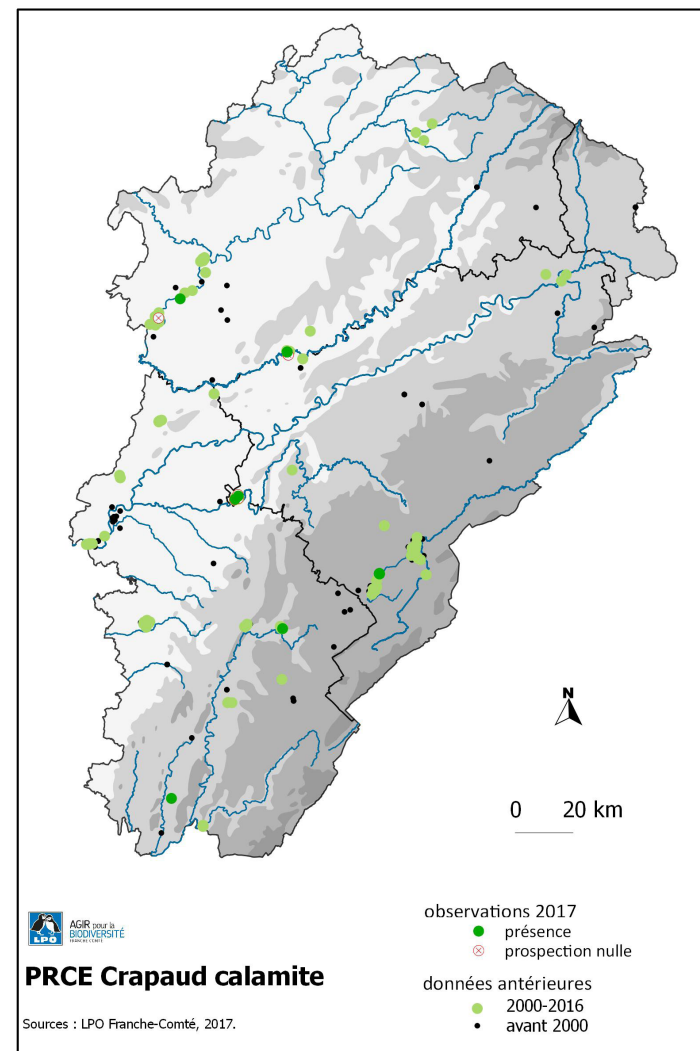 N
0 20 km
observations 2017
présence
prospection nulle
données antérieures
2000-2016
avant 2000
LPO
AGIR pour la
BIODIVERSITÉ
FRANCHE-COMTÉ
PRCE Crapaud calamite
Sources : LPO Franche-Comté, 2017.